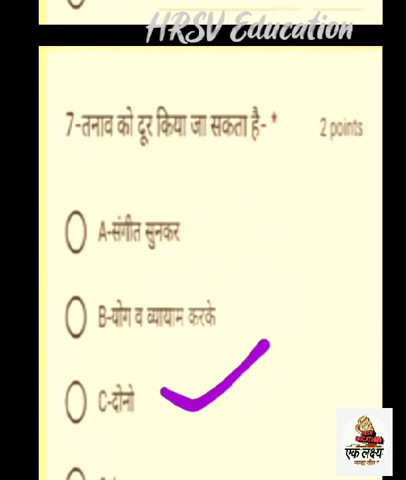 HRSV Education
7-तनाव को दूर किया जा सकता है- * 2 points
A-संगीत सुनकर
B-योग व व्यायाम करके
C-दोनो
एक लक्ष्य